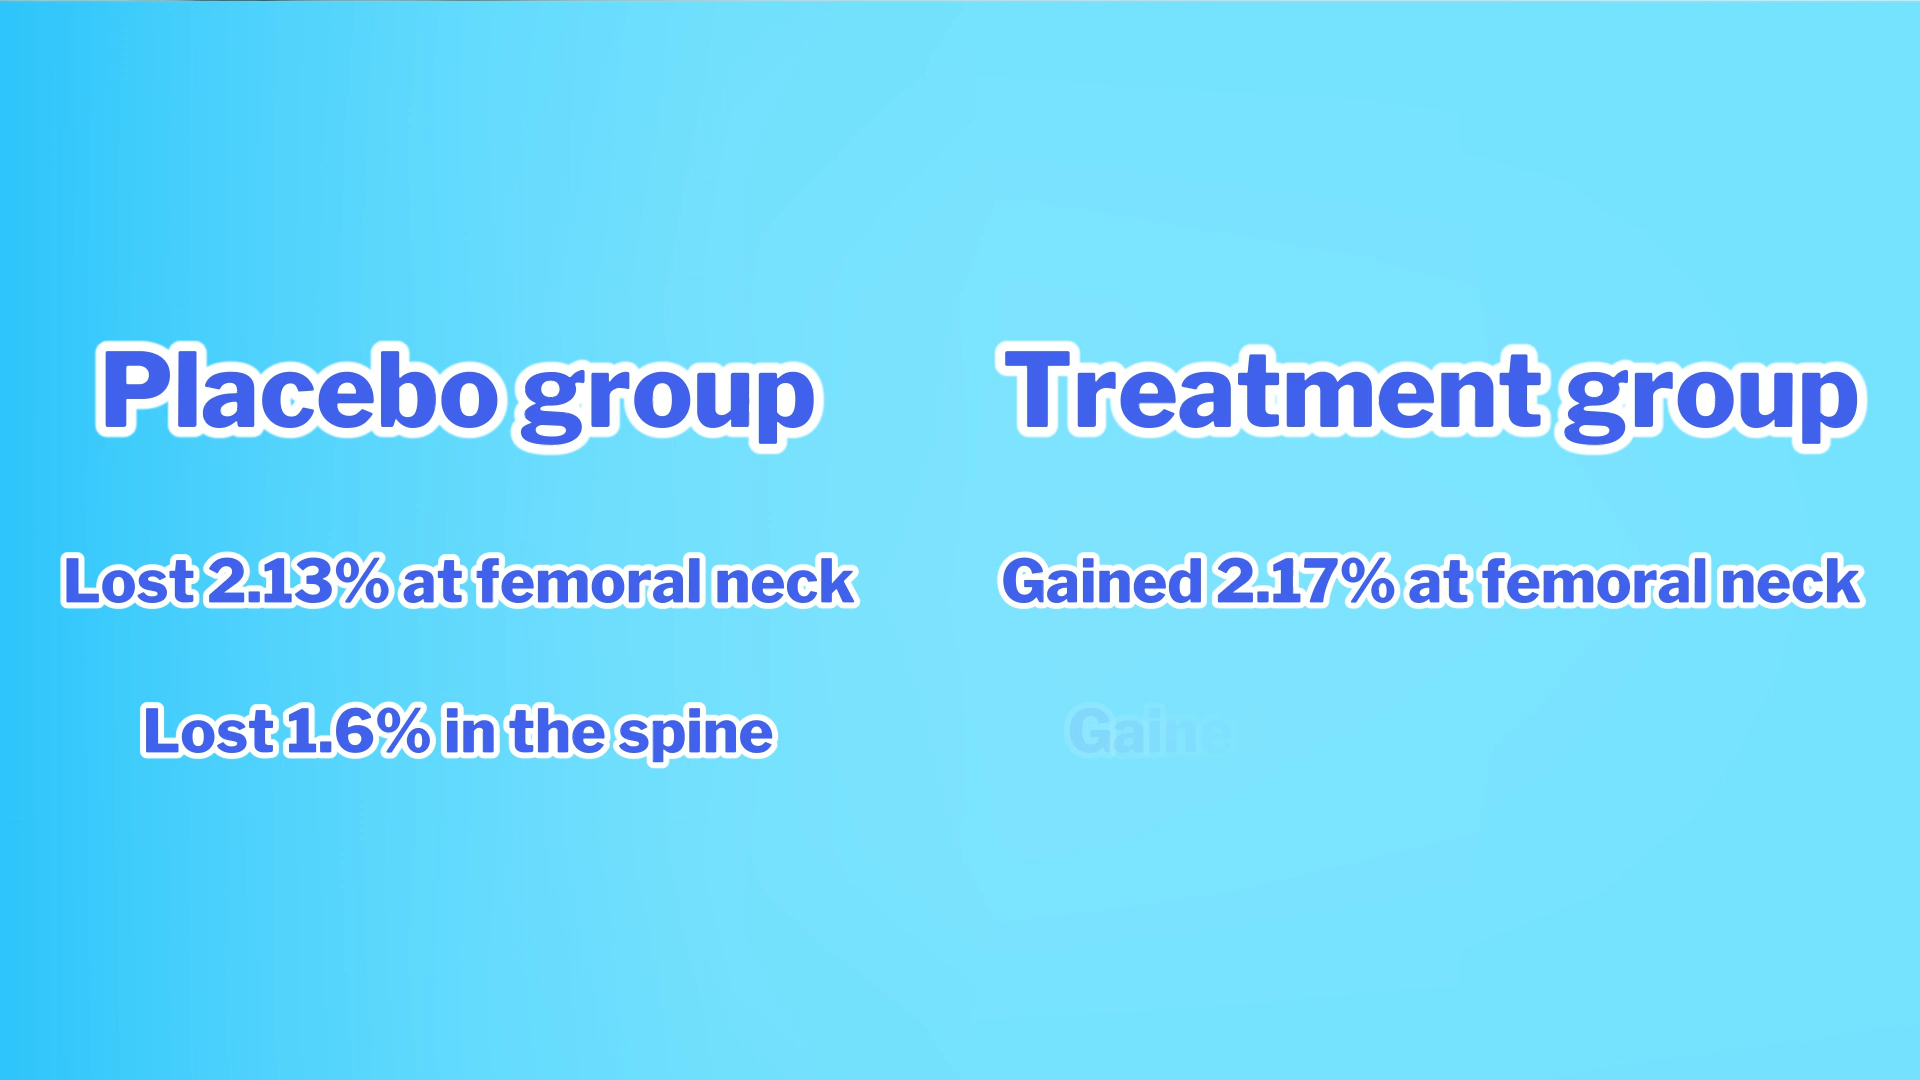 Placebo group
Lost 2.13% at femoral neck
Lost 1.6% in the spine
Treatment group
Gained 2.17% at femoral neck
Gaine